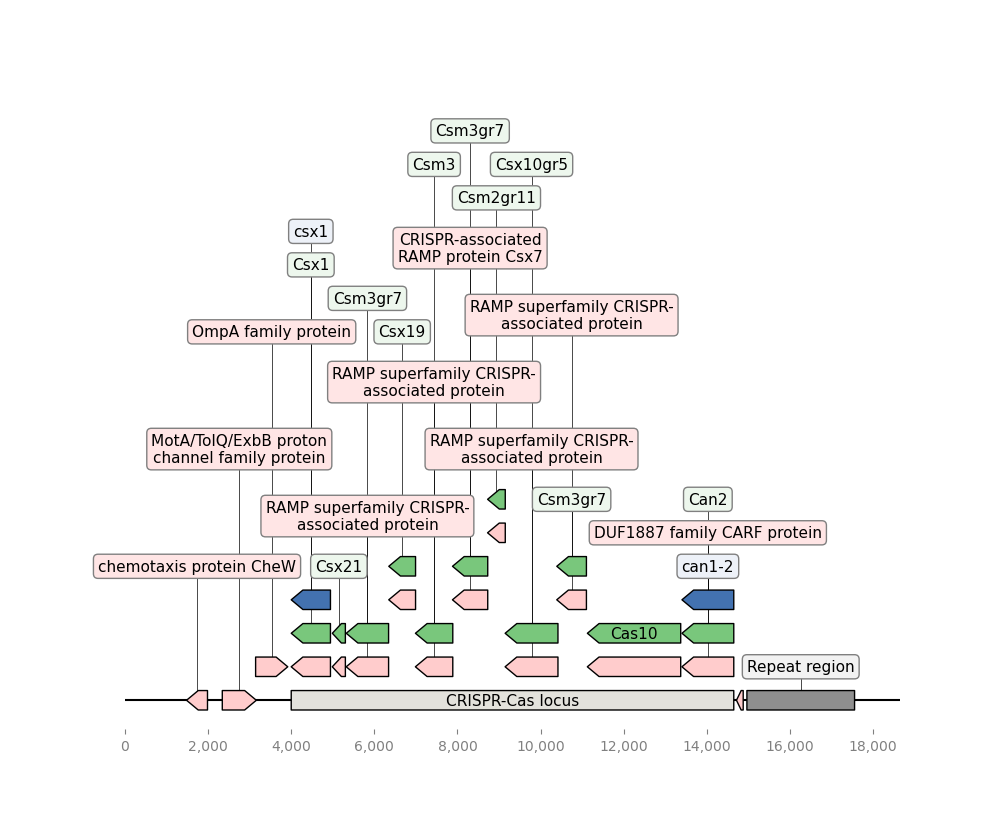 Csm3gr7
Csm3
Csx10gr5
Csm2gr11
csx1
CRISPR-associated
RAMP protein Csx7
Csx1
Csm3gr7
RAMP superfamily CRISPR-
associated protein
OmpA family protein
Csx19
RAMP superfamily CRISPR-
associated protein
MotA/TolQ/ExbB proton
channel family protein
RAMP superfamily CRISPR-
associated protein
Csm3gr7
Can2
RAMP superfamily CRISPR-
associated protein
DUF1887 family CARF protein
chemotaxis protein CheW
Csx21
can1-2
Cas10
Repeat region
CRISPR-Cas locus
0
2,000
4,000
6,000
8,000
10,000
12,000
14,000
16,000
18,000